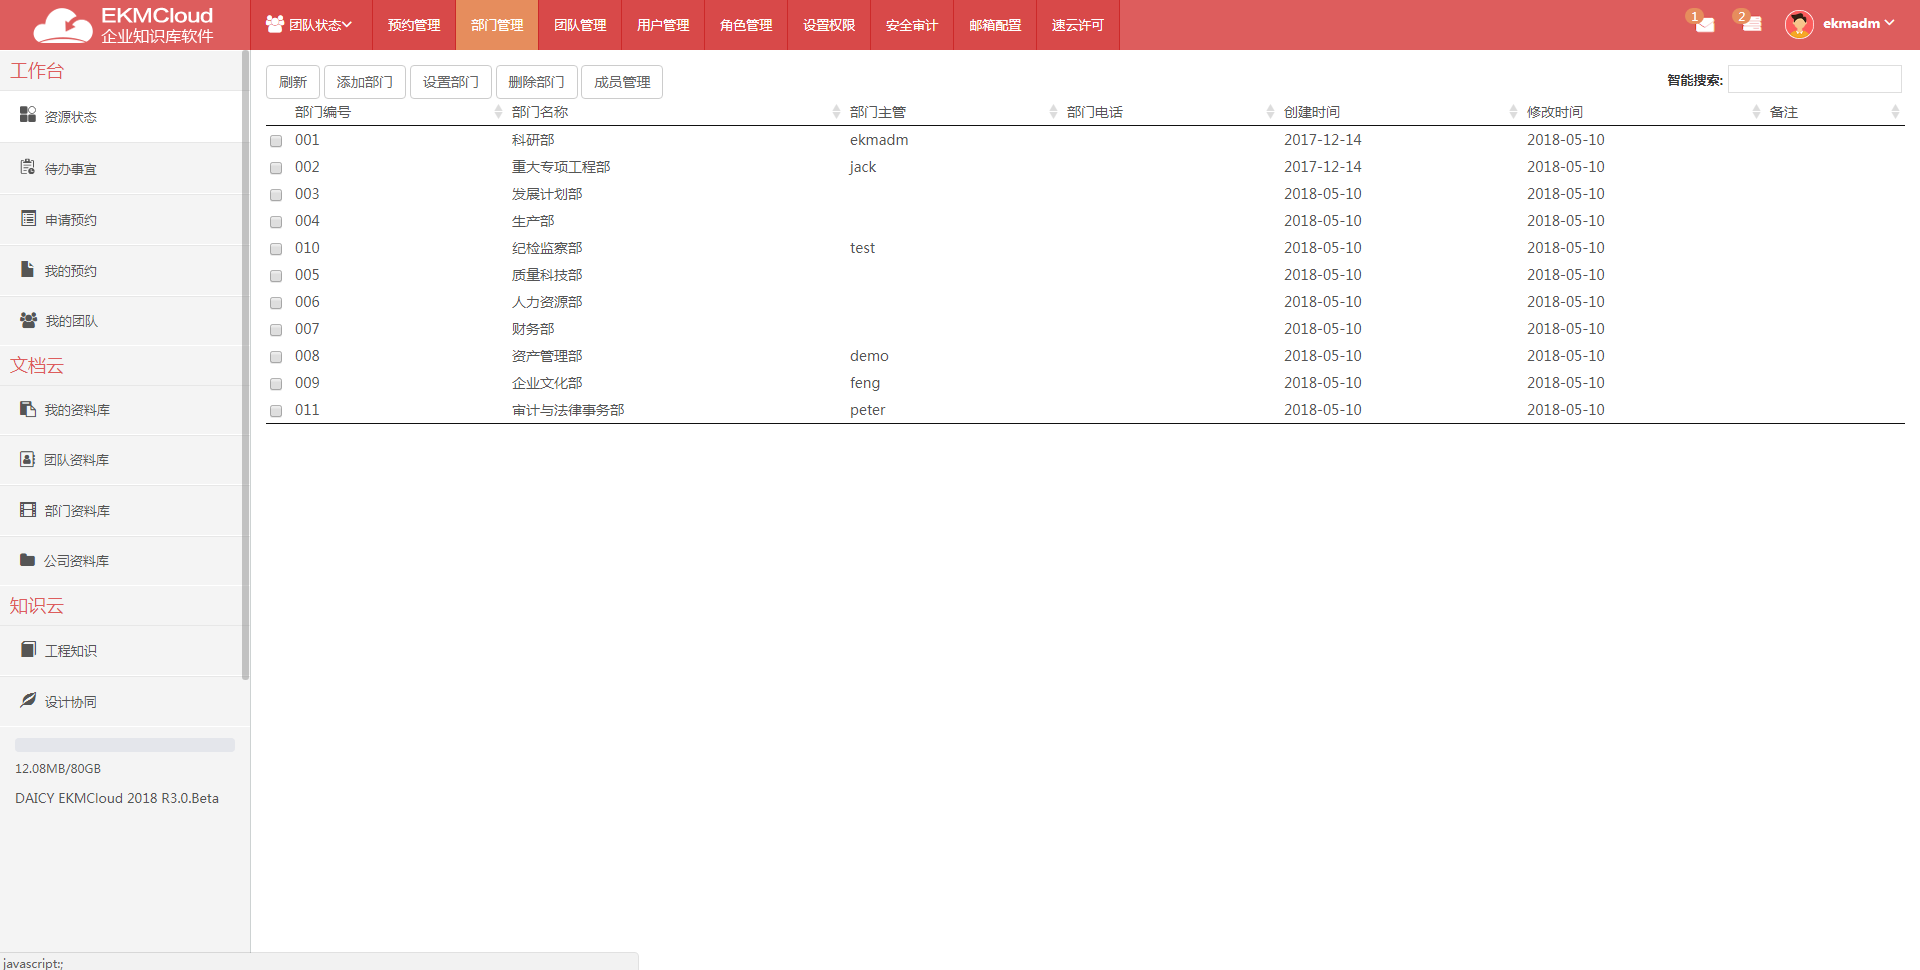 EKMCloud
企业知识库软件
团队状态 预约管理 部门管理 团队管理 用户管理 角色管理 设置权限 安全审计 邮箱配置 速云许可 1 2 ekmadm
工作台
资源状态
待办事宜
申请预约
我的预约
我的团队
文档云
我的资料库
团队资料库
部门资料库
公司资料库
知识云
工程知识
设计协同
12.08MB/80GB
DAICY EKMCloud 2018 R3.0.Beta
刷新 添加部门 设置部门 删除部门 成员管理 智能搜索:
部门编号 部门名称 部门主管 部门电话 创建时间 修改时间 备注
001 科研部 ekmadm 2017-12-14 2018-05-10
002 重大专项工程部 jack 2017-12-14 2018-05-10
003 发展计划部 2018-05-10 2018-05-10
004 生产部 2018-05-10 2018-05-10
010 纪检监察部 test 2018-05-10 2018-05-10
005 质量科技部 2018-05-10 2018-05-10
006 人力资源部 2018-05-10 2018-05-10
007 财务部 2018-05-10 2018-05-10
008 资产管理部 demo 2018-05-10 2018-05-10
009 企业文化部 feng 2018-05-10 2018-05-10
011 审计与法律事务部 peter 2018-05-10 2018-05-10
javascript:;